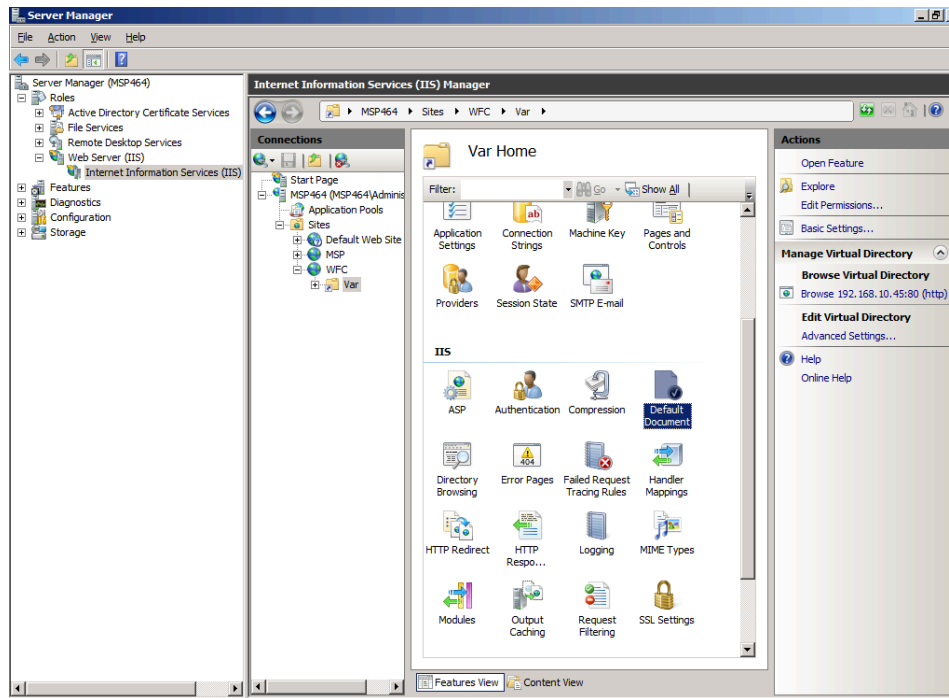 Server Manager
File Action View Help
Server Manager (MSP464)
Roles
Active Directory Certificate Services
File Services
Remote Desktop Services
Web Server (IIS)
Internet Information Services (IIS)
Features
Diagnostics
Configuration
Storage
Internet Information Services (IIS) Manager
MSP464 Sites WFC Var
Connections
Start Page
MSP464 (MSP464\Adminis
Application Pools
Sites
Default Web Site
MSP
WFC
Var
Var Home
Filter: Go Show All
Application Settings
Connection Strings
Machine Key
Pages and Controls
Providers
Session State
SMTP E-mail
IIS
ASP
Authentication
Compression
Default Document
Directory Browsing
404
Error Pages
Failed Request Tracing Rules
Handler Mappings
HTTP Redirect
HTTP Respo...
Logging
MIME Types
Modules
Output Caching
Request Filtering
SSL Settings
Features View
Content View
Actions
Open Feature
Explore
Edit Permissions...
Basic Settings...
Manage Virtual Directory
Browse Virtual Directory
Browse 192.168.10.45:80 (http)
Edit Virtual Directory
Advanced Settings...
Help
Online Help